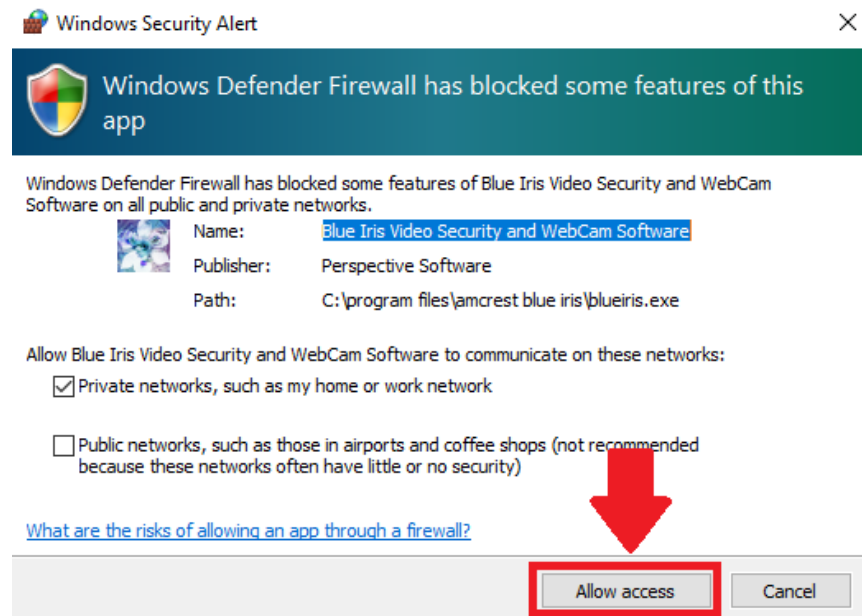 Windows Security Alert
Windows Defender Firewall has blocked some features of this
app
Windows Defender Firewall has blocked some features of Blue Iris Video Security and WebCam
Software on all public and private networks.
Name: Blue Iris Video Security and WebCam Software
Publisher: Perspective Software
Path: C:\program files\amcrest blue iris\blueiris.exe
Allow Blue Iris Video Security and WebCam Software to communicate on these networks:
Private networks, such as my home or work network
Public networks, such as those in airports and coffee shops (not recommended
because these networks often have little or no security)
What are the risks of allowing an app through a firewall?
Allow access Cancel